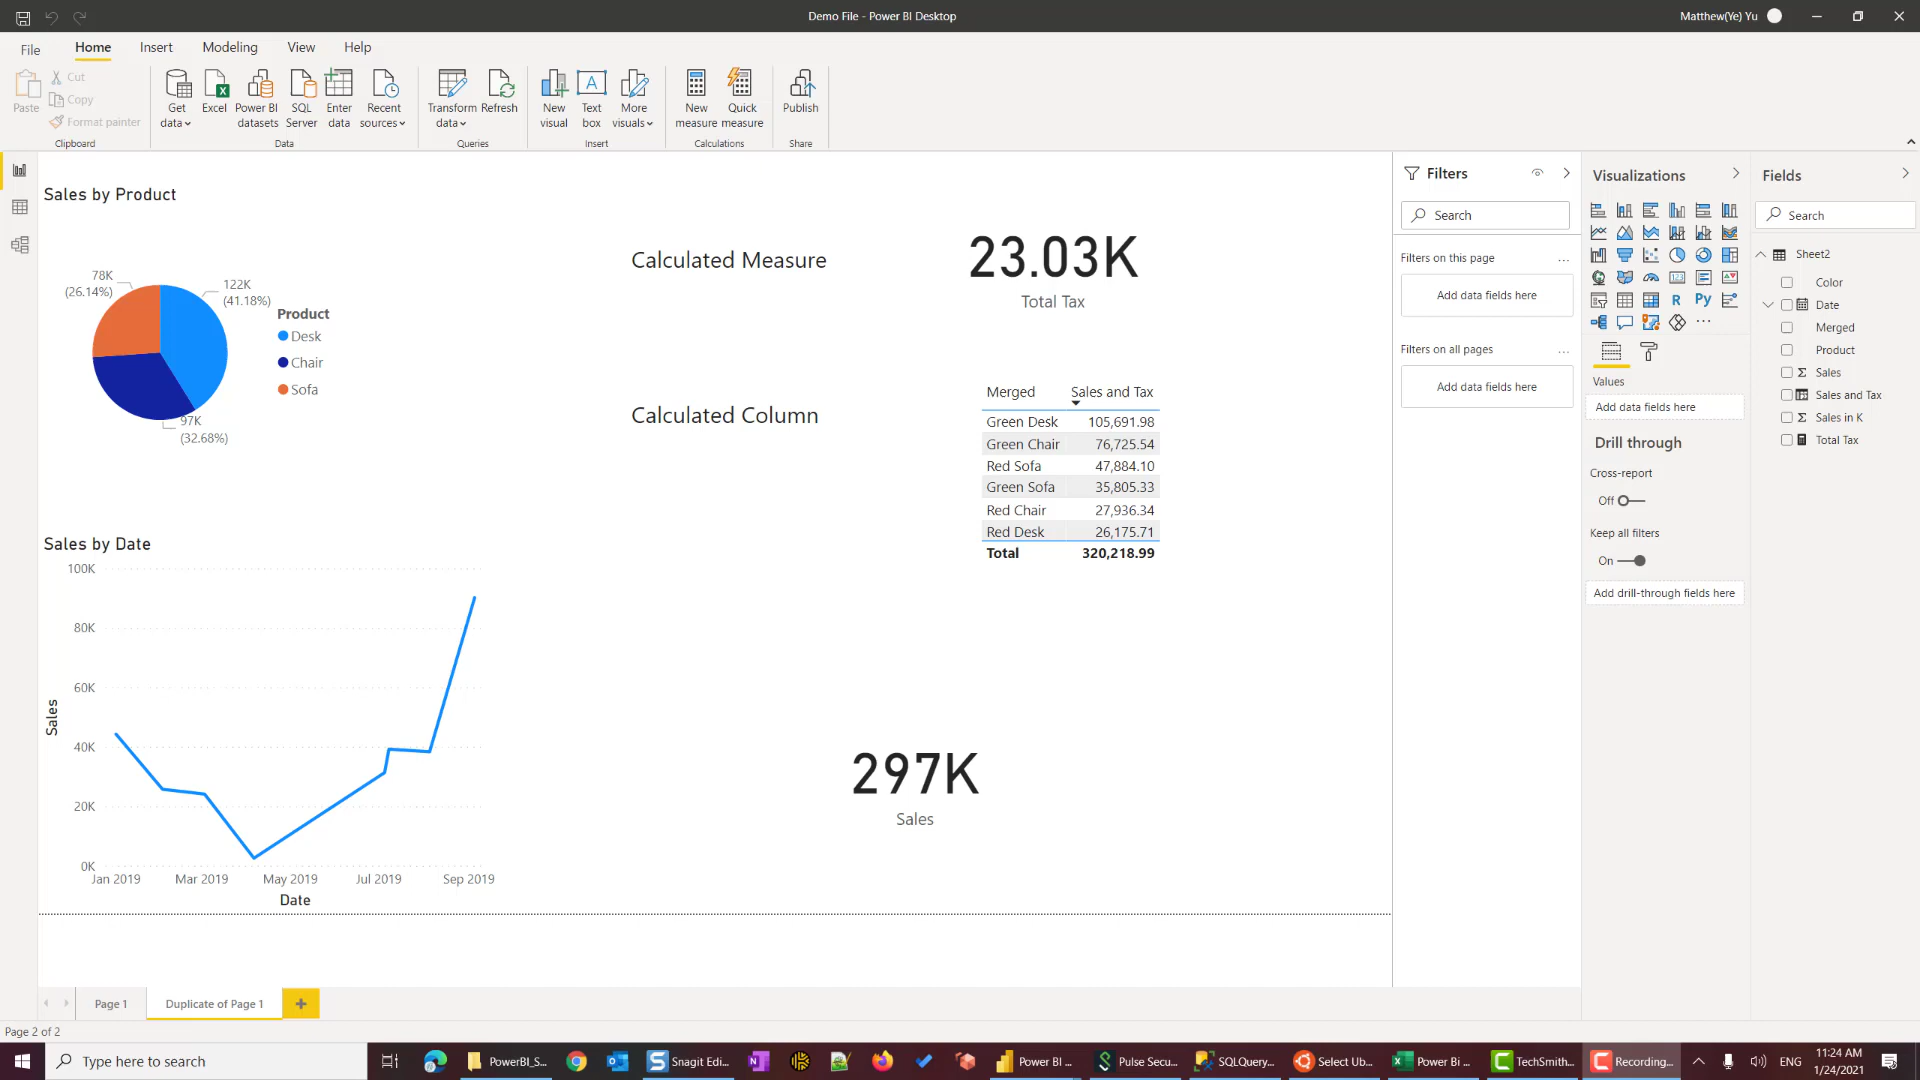 Demo File - Power BI Desktop
Matthew(Ye) Yu
File
Home
Insert
Modeling
View
Help
Paste
Cut
Copy
Format painter
Clipboard
Get data
Excel
Power BI datasets
SQL Server
Enter data
Recent sources
Data
Transform data
Refresh
Queries
New visual
Text box
More visuals
Insert
New measure
Quick measure
Calculations
Publish
Share
Sales by Product
78K
(26.14%)
122K
(41.18%)
97K
(32.68%)
Product
Desk
Chair
Sofa
Calculated Measure
23.03K
Total Tax
Calculated Column
Merged Sales and Tax
Green Desk 105,691.98
Green Chair 76,725.54
Red Sofa 47,884.10
Green Sofa 35,805.33
Red Chair 27,936.34
Red Desk 26,175.71
Total 320,218.99
Sales by Date
100K
80K
60K
40K
20K
0K
Sales
Jan 2019 Mar 2019 May 2019 Jul 2019 Sep 2019
Date
297K
Sales
Filters
Search
Filters on this page ...
Add data fields here
Filters on all pages ...
Add data fields here
Visualizations
R
Py
...
Values
Add data fields here
Drill through
Cross-report
Off
Keep all filters
On
Add drill-through fields here
Fields
Search
Sheet2
Color
Date
Merged
Product
Σ Sales
Sales and Tax
Σ Sales in K
Total Tax
Page 1
Duplicate of Page 1
+
Page 2 of 2
Type here to search
PowerBI_S...
Snagit Edi...
Power BI ...
Pulse Secu...
SQLQuery...
Select Ub...
Power Bi ...
TechSmith...
Recording...
ENG
11:24 AM
1/24/2021